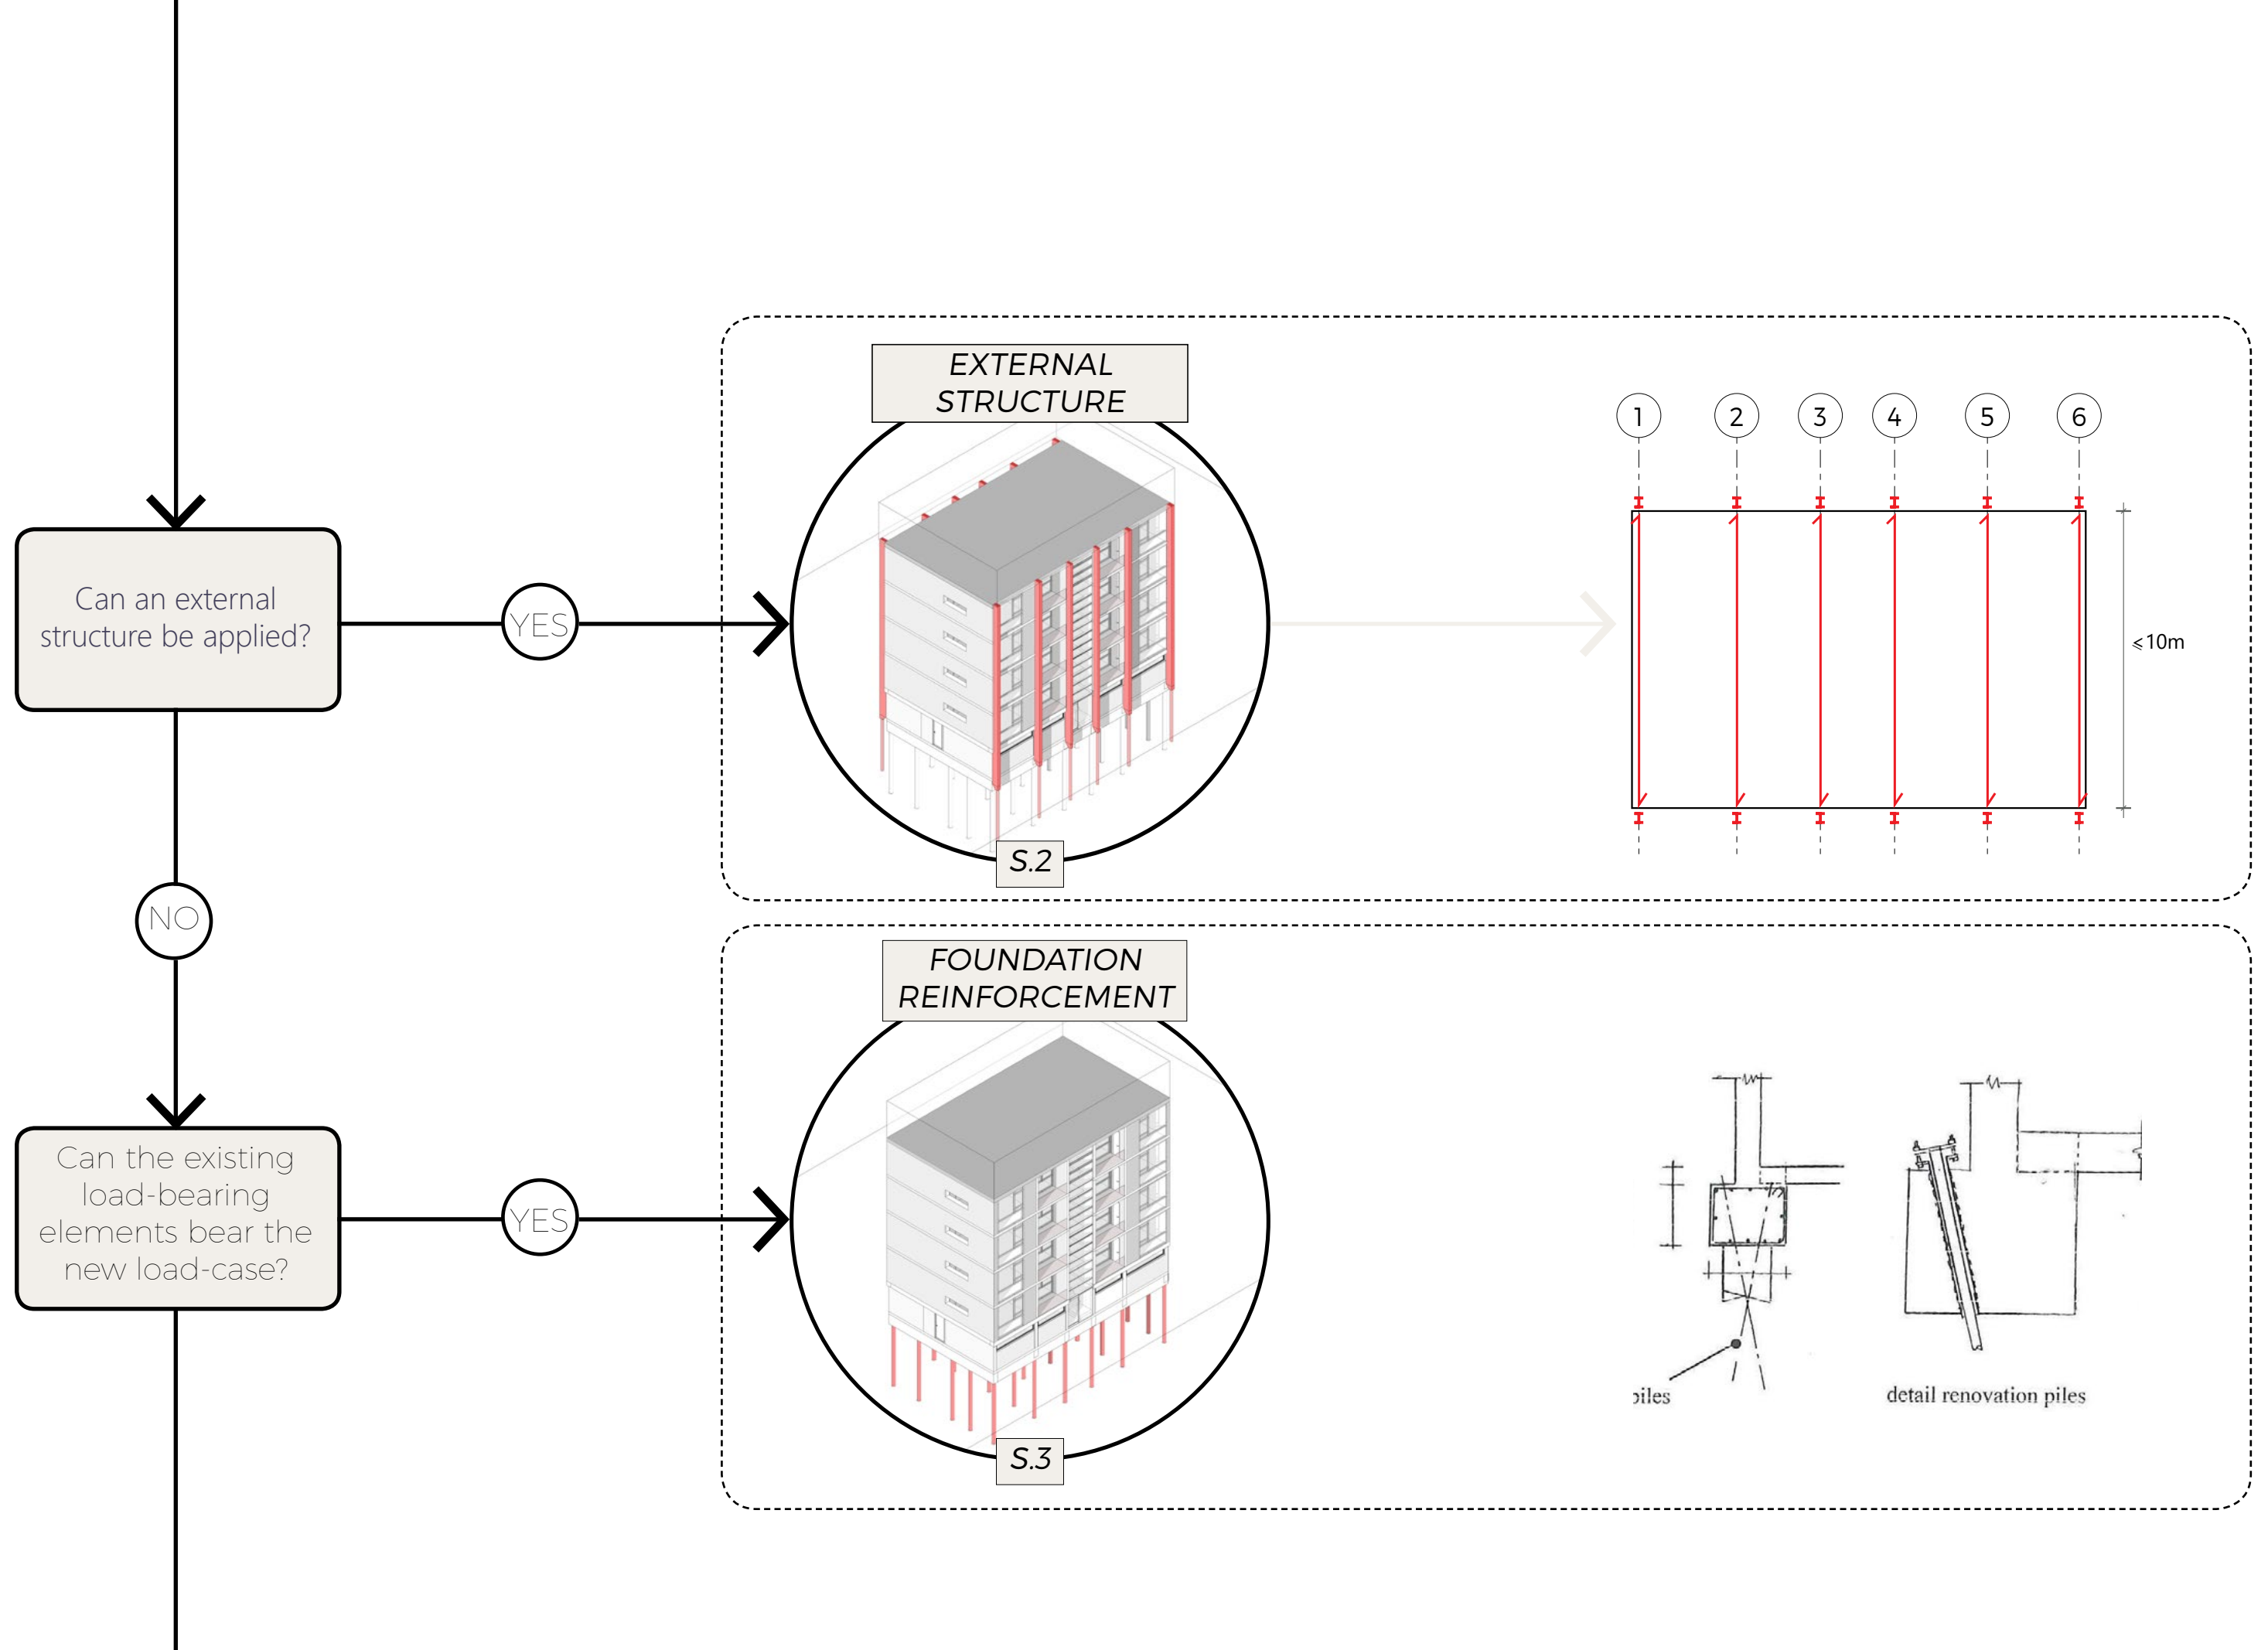 EXTERNAL
STRUCTURE
1 2 3 4 5 6
Can an external
structure be applied?
YES
⩽10m
S.2
NO
FOUNDATION
REINFORCEMENT
Can the existing
load-bearing
elements bear the
new load-case?
YES
detail renovation piles
S.3